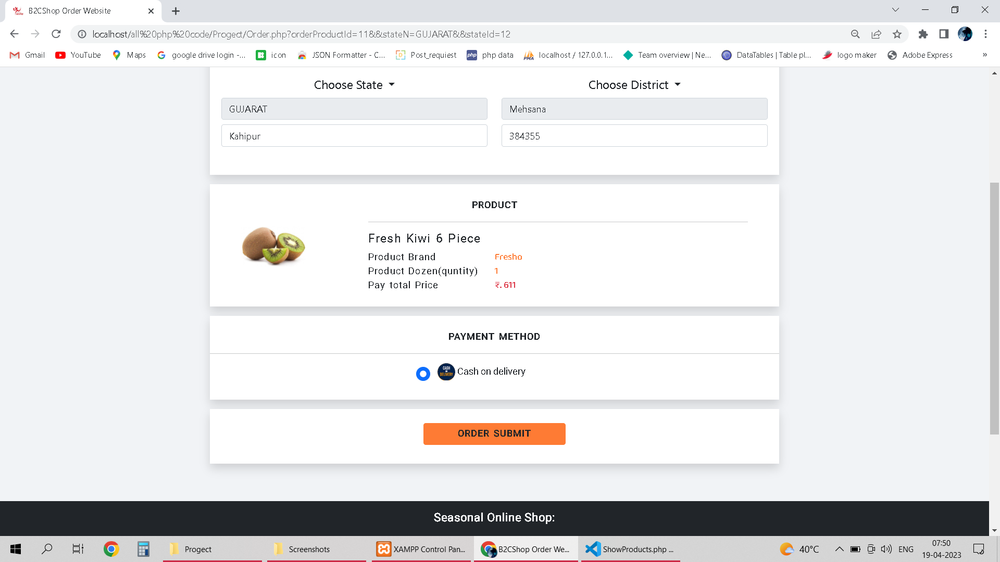 B2CShop Order Website
localhost/all%20php%20code/Progect/Order.php?orderProductId=11&&stateN=GUJARAT&&stateId=12
Gmail YouTube Maps google drive login -... icon JSON Formatter - C... Post_requiest php data localhost / 127.0.0.1... Team overview | Ne... DataTables | Table pl... logo maker Adobe Express »
Choose State Choose District
GUJARAT Mehsana
Kahipur 384355
PRODUCT
Fresh Kiwi 6 Piece
Product Brand Fresho
Product Dozen(quntity) 1
Pay total Price ₹. 611
PAYMENT METHOD
CASH ON DELIVERY Cash on delivery
ORDER SUBMIT
Seasonal Online Shop:
Progect Screenshots XAMPP Control Pan... B2CShop Order We... ShowProducts.php ... 40°C ENG 07:50
19-04-2023